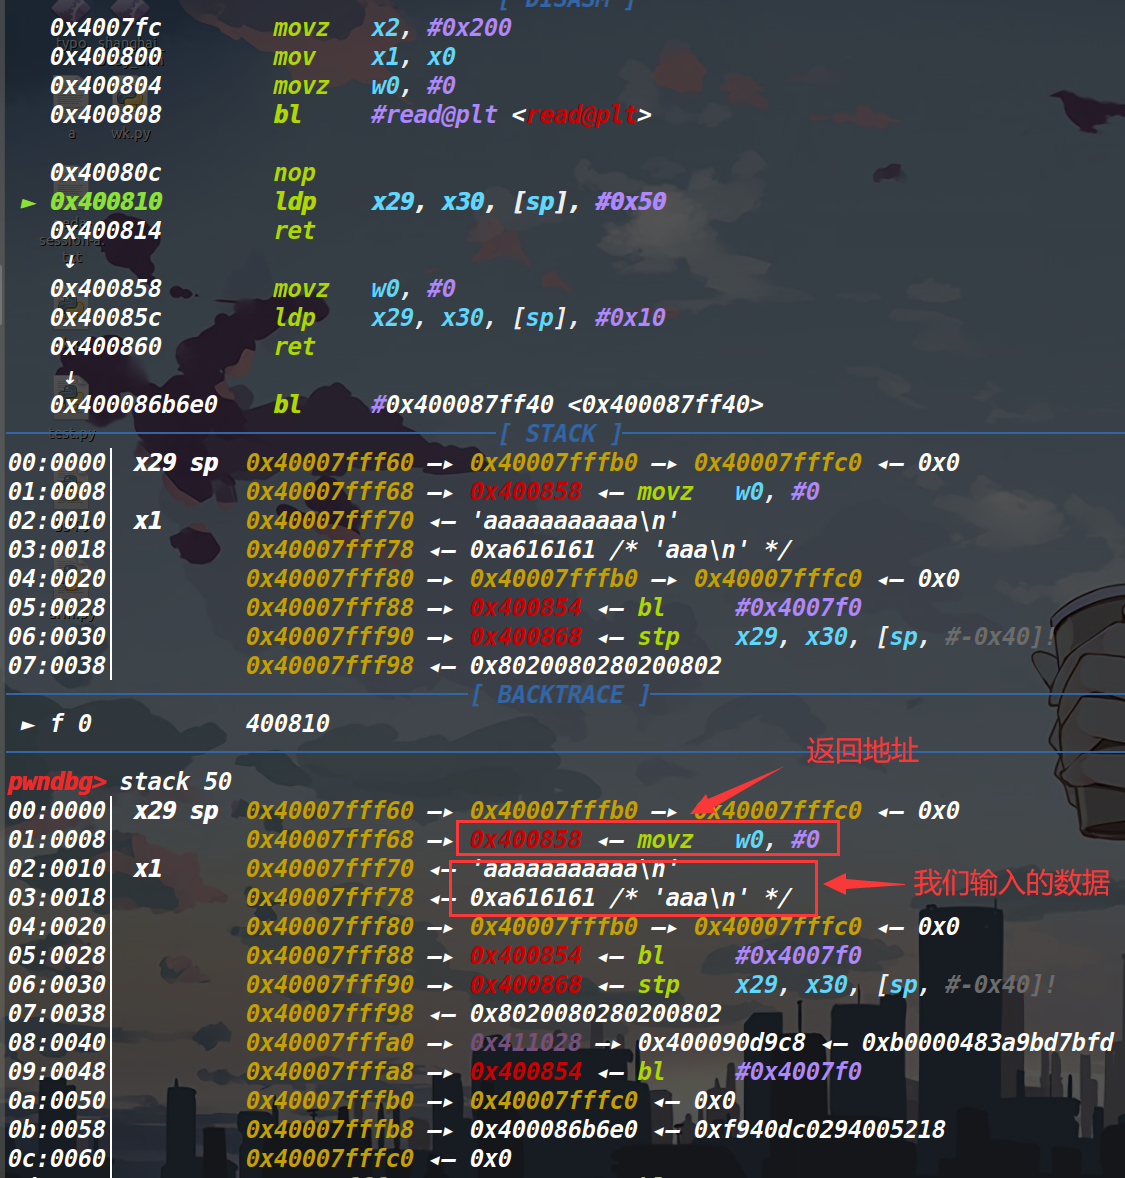 [ DISASM ]
0x4007fc movz x2, #0x200
0x400800 mov x1, x0
0x400804 movz w0, #0
0x400808 bl #read@plt <read@plt>
0x40080c nop
► 0x400810 ldp x29, x30, [sp], #0x50
0x400814 ret
↓
0x400858 movz w0, #0
0x40085c ldp x29, x30, [sp], #0x10
0x400860 ret
↓
0x400086b6e0 bl #0x400087ff40 <0x400087ff40>
[ STACK ]
00:0000│ x29 sp 0x40007fff60 —▸ 0x40007fffb0 —▸ 0x40007fffc0 ◂— 0x0
01:0008│ 0x40007fff68 —▸ 0x400858 ◂— movz w0, #0
02:0010│ x1 0x40007fff70 ◂— 'aaaaaaaaaaa\n'
03:0018│ 0x40007fff78 ◂— 0xa616161 /* 'aaa\n' */
04:0020│ 0x40007fff80 —▸ 0x40007fffb0 —▸ 0x40007fffc0 ◂— 0x0
05:0028│ 0x40007fff88 —▸ 0x400854 ◂— bl #0x4007f0
06:0030│ 0x40007fff90 —▸ 0x400868 ◂— stp x29, x30, [sp, #-0x40]!
07:0038│ 0x40007fff98 ◂— 0x8020080280200802
[ BACKTRACE ]
► f 0 400810
返回地址
pwndbg> stack 50
00:0000│ x29 sp 0x40007fff60 —▸ 0x40007fffb0 —▸ 0x40007fffc0 ◂— 0x0
01:0008│ 0x40007fff68 —▸ 0x400858 ◂— movz w0, #0
02:0010│ x1 0x40007fff70 ◂— 'aaaaaaaaaaa\n'
03:0018│ 0x40007fff78 ◂— 0xa616161 /* 'aaa\n' */
我们输入的数据
04:0020│ 0x40007fff80 —▸ 0x40007fffb0 —▸ 0x40007fffc0 ◂— 0x0
05:0028│ 0x40007fff88 —▸ 0x400854 ◂— bl #0x4007f0
06:0030│ 0x40007fff90 —▸ 0x400868 ◂— stp x29, x30, [sp, #-0x40]!
07:0038│ 0x40007fff98 ◂— 0x8020080280200802
08:0040│ 0x40007fffa0 —▸ 0x411028 —▸ 0x400090d9c8 ◂— 0xb0000483a9bd7bfd
09:0048│ 0x40007fffa8 —▸ 0x400854 ◂— bl #0x4007f0
0a:0050│ 0x40007fffb0 —▸ 0x40007fffc0 ◂— 0x0
0b:0058│ 0x40007fffb8 —▸ 0x400086b6e0 ◂— 0xf940dc0294005218
0c:0060│ 0x40007fffc0 ◂— 0x0
typo
shanghai
a
wk.py
test.py